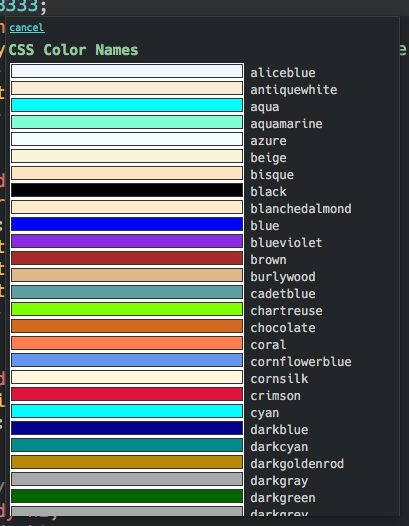 3333;
cancel
CSS Color Names
aliceblue
antiquewhite
aqua
aquamarine
azure
beige
bisque
black
blanchedalmond
blue
blueviolet
brown
burlywood
cadetblue
chartreuse
chocolate
coral
cornflowerblue
cornsilk
crimson
cyan
darkblue
darkcyan
darkgoldenrod
darkgray
darkgreen
darkgrey